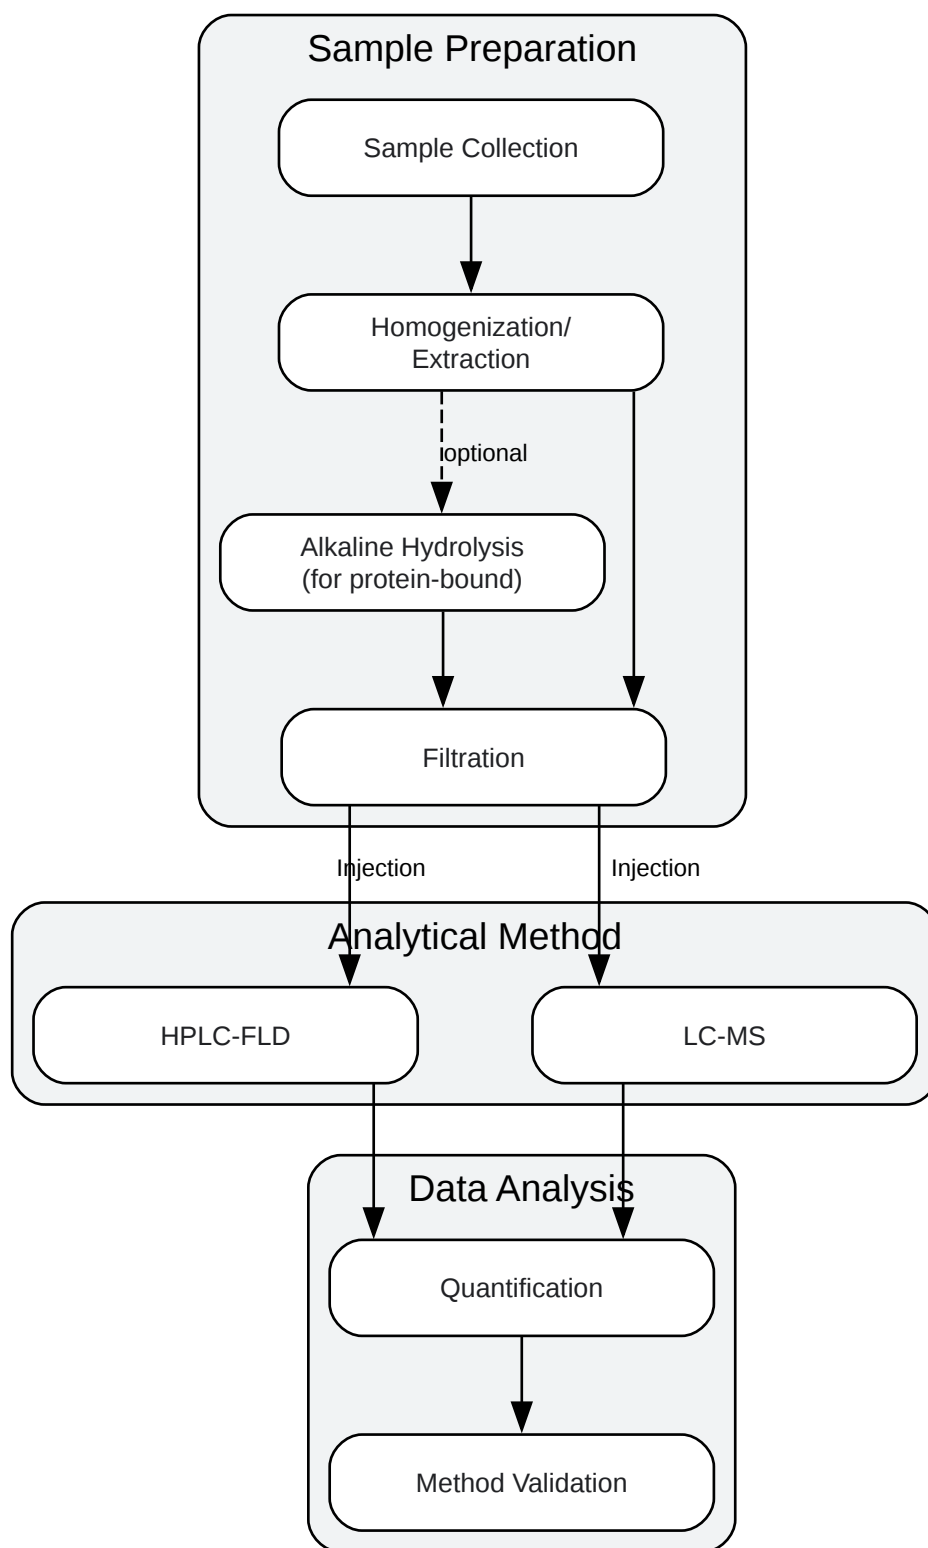 Sample Preparation
Sample Collection
Homogenization/
Extraction
optional
Alkaline Hydrolysis
(for protein-bound)
Filtration
Injection
Injection
Analytical Method
HPLC-FLD
LC-MS
Data Analysis
Quantification
Method Validation